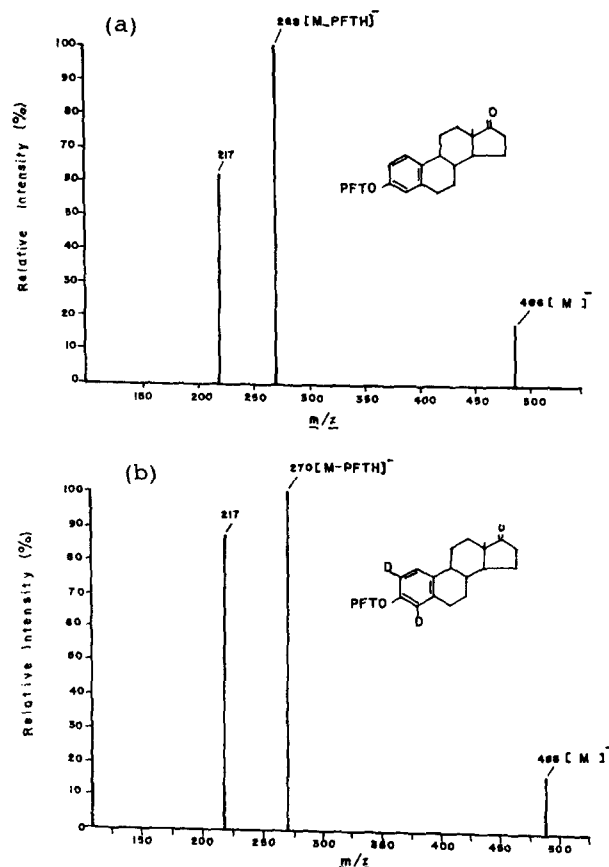 (a)
268 [M_PFTH]⁻
100
90
80
70
60
50
40
30
20
10
0
Relative Intensity (%)
217
O
PFTO
486 [ M ]⁻
150
200
250
300
350
400
450
500
m/z
(b)
270[M-PFTH]⁻
100
90
80
70
60
50
40
30
20
10
0
Relative Intensity (%)
217
D
PFTO
D
488 [ M ]⁻
150
200
250
300
350
400
450
500
m/z